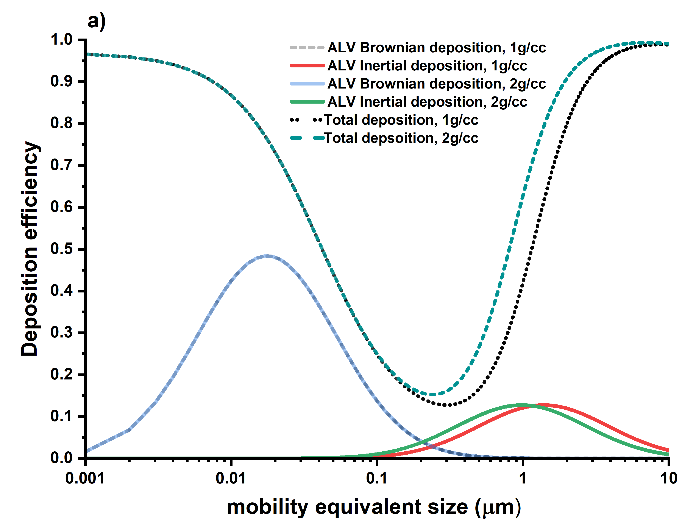 a)
ALV Brownian deposition, 1g/cc
ALV Inertial deposition, 1g/cc
ALV Brownian deposition, 2g/cc
ALV Inertial deposition, 2g/cc
Total deposition, 1g/cc
Total depsoition, 2g/cc
Deposition efficiency
1.0
0.9
0.8
0.7
0.6
0.5
0.4
0.3
0.2
0.1
0.0
0.001
0.01
0.1
1
10
mobility equivalent size (μm)